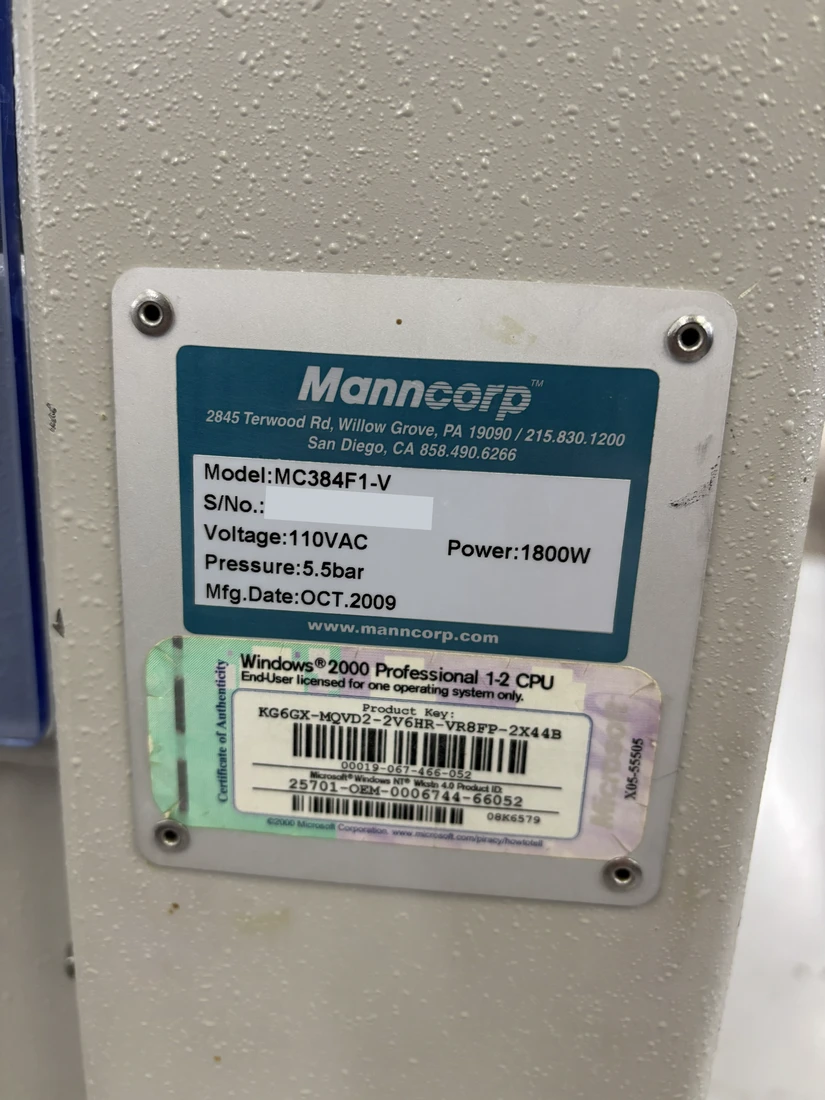 Manncorp™
2845 Terwood Rd, Willow Grove, PA 19090 / 215.830.1200
San Diego, CA 858.490.6266
Model:MC384F1-V
S/No.:
Voltage:110VAC Power:1800W
Pressure:5.5bar
Mfg.Date:OCT.2009
www.manncorp.com
Certificate of Authenticity
Windows®2000 Professional 1-2 CPU
End-User licensed for one operating system only.
Product Key:
KG6GX-MQVD2-2V6HR-VR8FP-2X44B
00019-067-466-052
Microsoft® Windows NT® Wkstn 4.0 Product ID:
25701-OEM-0006744-66052
08K6579
©2000 Microsoft Corporation. www.microsoft.com/piracy/howtotell
Microsoft
X05-55505